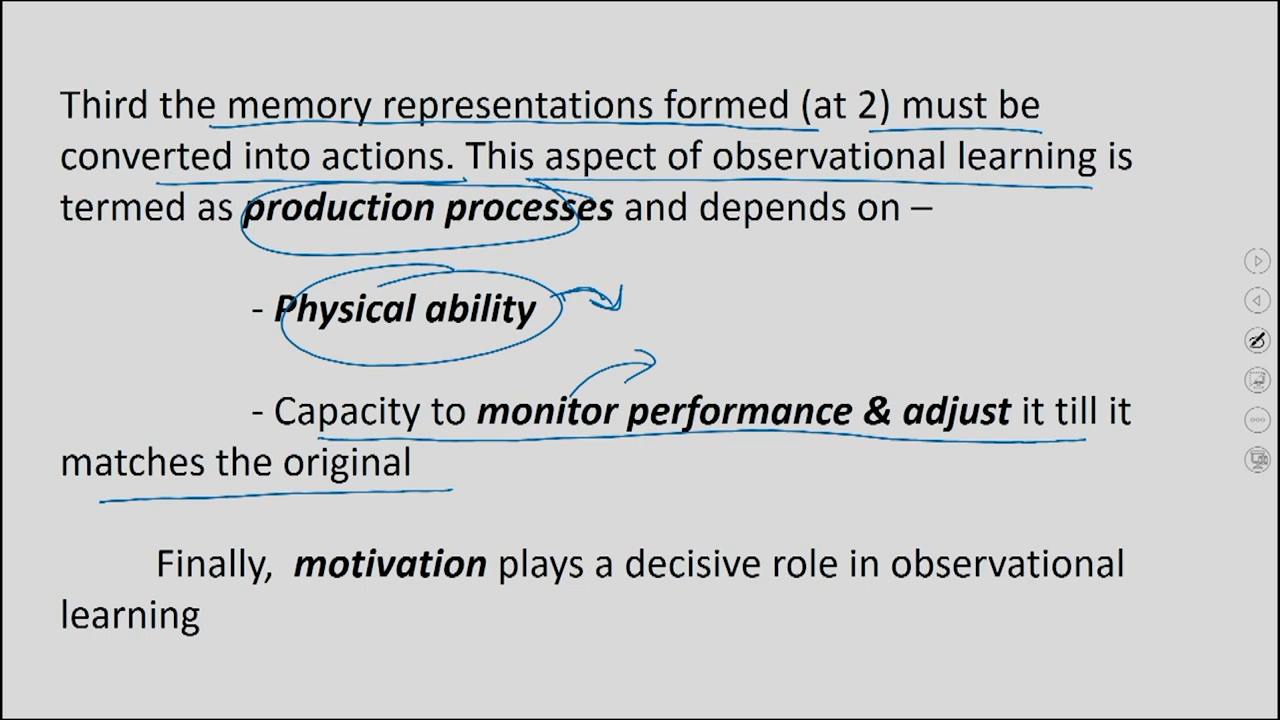 Third the memory representations formed (at 2) must be
converted into actions. This aspect of observational learning is
termed as production processes and depends on –
- Physical ability
- Capacity to monitor performance & adjust it till it
matches the original
Finally, motivation plays a decisive role in observational
learning